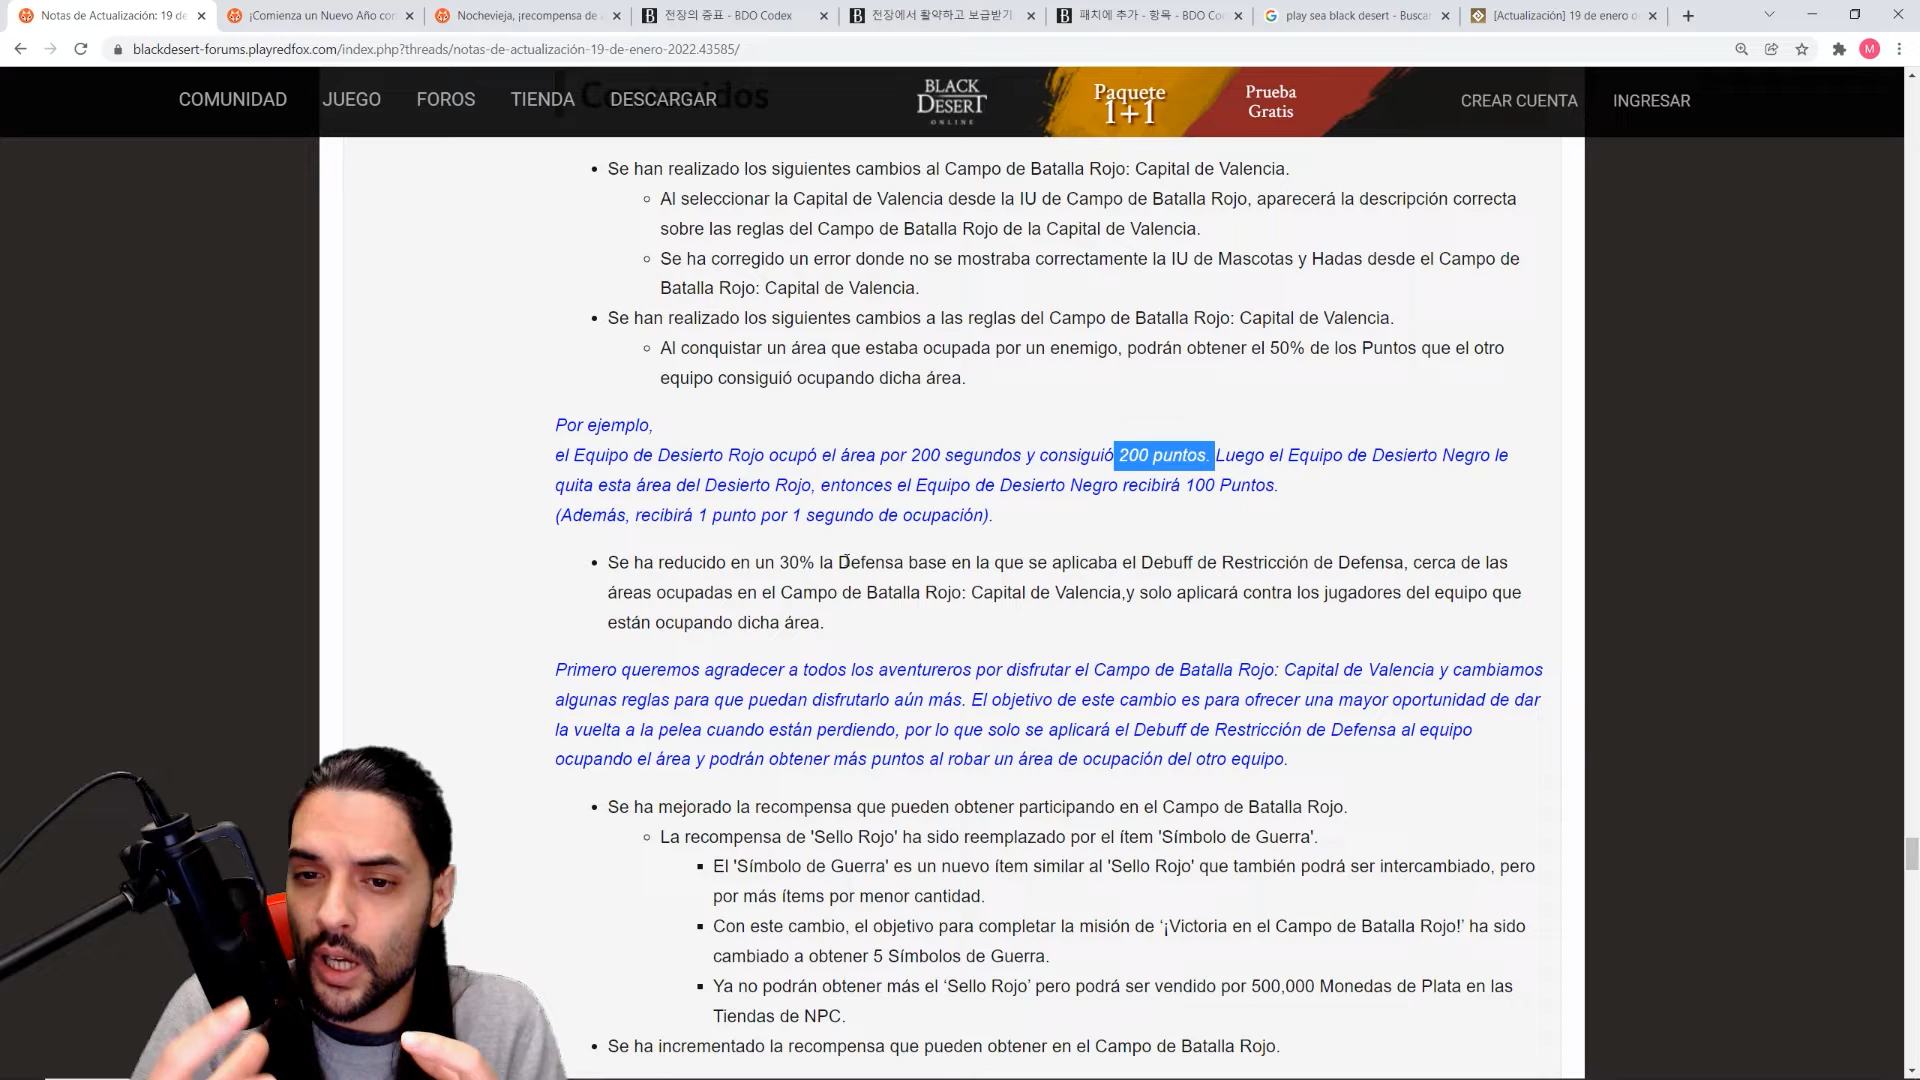 Notas de Actualización: 19 de
¡Comienza un Nuevo Año con
Nochevieja, ¡recompensa de
전장의 증표 - BDO Codex
전장에서 활약하고 보급받기
패치에 추가 - 항목 - BDO Co
play sea black desert - Buscar
[Actualización] 19 de enero d
blackdesert-forums.playredfox.com/index.php?threads/notas-de-actualización-19-de-enero-2022.43585/
M
COMUNIDAD JUEGO FOROS TIENDA DESCARGAR
BLACK DESERT ONLINE
Paquete 1+1
Prueba Gratis
CREAR CUENTA INGRESAR
Se han realizado los siguientes cambios al Campo de Batalla Rojo: Capital de Valencia.
Al seleccionar la Capital de Valencia desde la IU de Campo de Batalla Rojo, aparecerá la descripción correcta
sobre las reglas del Campo de Batalla Rojo de la Capital de Valencia.
Se ha corregido un error donde no se mostraba correctamente la IU de Mascotas y Hadas desde el Campo de
Batalla Rojo: Capital de Valencia.
Se han realizado los siguientes cambios a las reglas del Campo de Batalla Rojo: Capital de Valencia.
Al conquistar un área que estaba ocupada por un enemigo, podrán obtener el 50% de los Puntos que el otro
equipo consiguió ocupando dicha área.
Por ejemplo,
el Equipo de Desierto Rojo ocupó el área por 200 segundos y consiguió 200 puntos. Luego el Equipo de Desierto Negro le
quita esta área del Desierto Rojo, entonces el Equipo de Desierto Negro recibirá 100 Puntos.
(Además, recibirá 1 punto por 1 segundo de ocupación).
Se ha reducido en un 30% la Defensa base en la que se aplicaba el Debuff de Restricción de Defensa, cerca de las
áreas ocupadas en el Campo de Batalla Rojo: Capital de Valencia,y solo aplicará contra los jugadores del equipo que
están ocupando dicha área.
Primero queremos agradecer a todos los aventureros por disfrutar el Campo de Batalla Rojo: Capital de Valencia y cambiamos
algunas reglas para que puedan disfrutarlo aún más. El objetivo de este cambio es para ofrecer una mayor oportunidad de dar
la vuelta a la pelea cuando están perdiendo, por lo que solo se aplicará el Debuff de Restricción de Defensa al equipo
ocupando el área y podrán obtener más puntos al robar un área de ocupación del otro equipo.
Se ha mejorado la recompensa que pueden obtener participando en el Campo de Batalla Rojo.
La recompensa de 'Sello Rojo' ha sido reemplazado por el ítem 'Símbolo de Guerra'.
El 'Símbolo de Guerra' es un nuevo ítem similar al 'Sello Rojo' que también podrá ser intercambiado, pero
por más ítems por menor cantidad.
Con este cambio, el objetivo para completar la misión de ‘¡Victoria en el Campo de Batalla Rojo!’ ha sido
cambiado a obtener 5 Símbolos de Guerra.
Ya no podrán obtener más el ‘Sello Rojo’ pero podrá ser vendido por 500,000 Monedas de Plata en las
Tiendas de NPC.
Se ha incrementado la recompensa que pueden obtener en el Campo de Batalla Rojo.